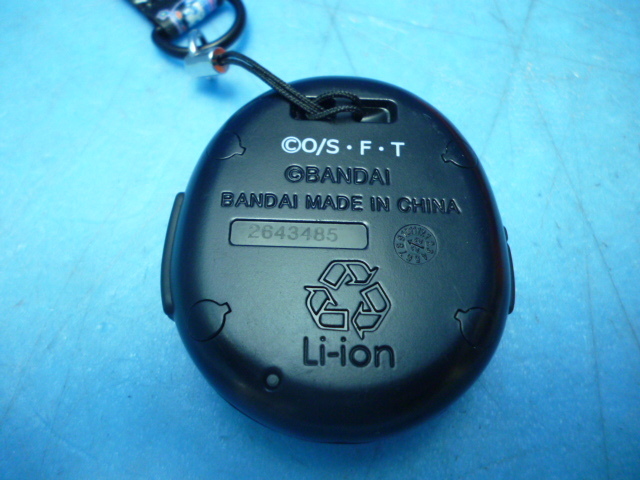 ©O/S・F・T
©BANDAI
BANDAI MADE IN CHINA
2643485
Li-ion